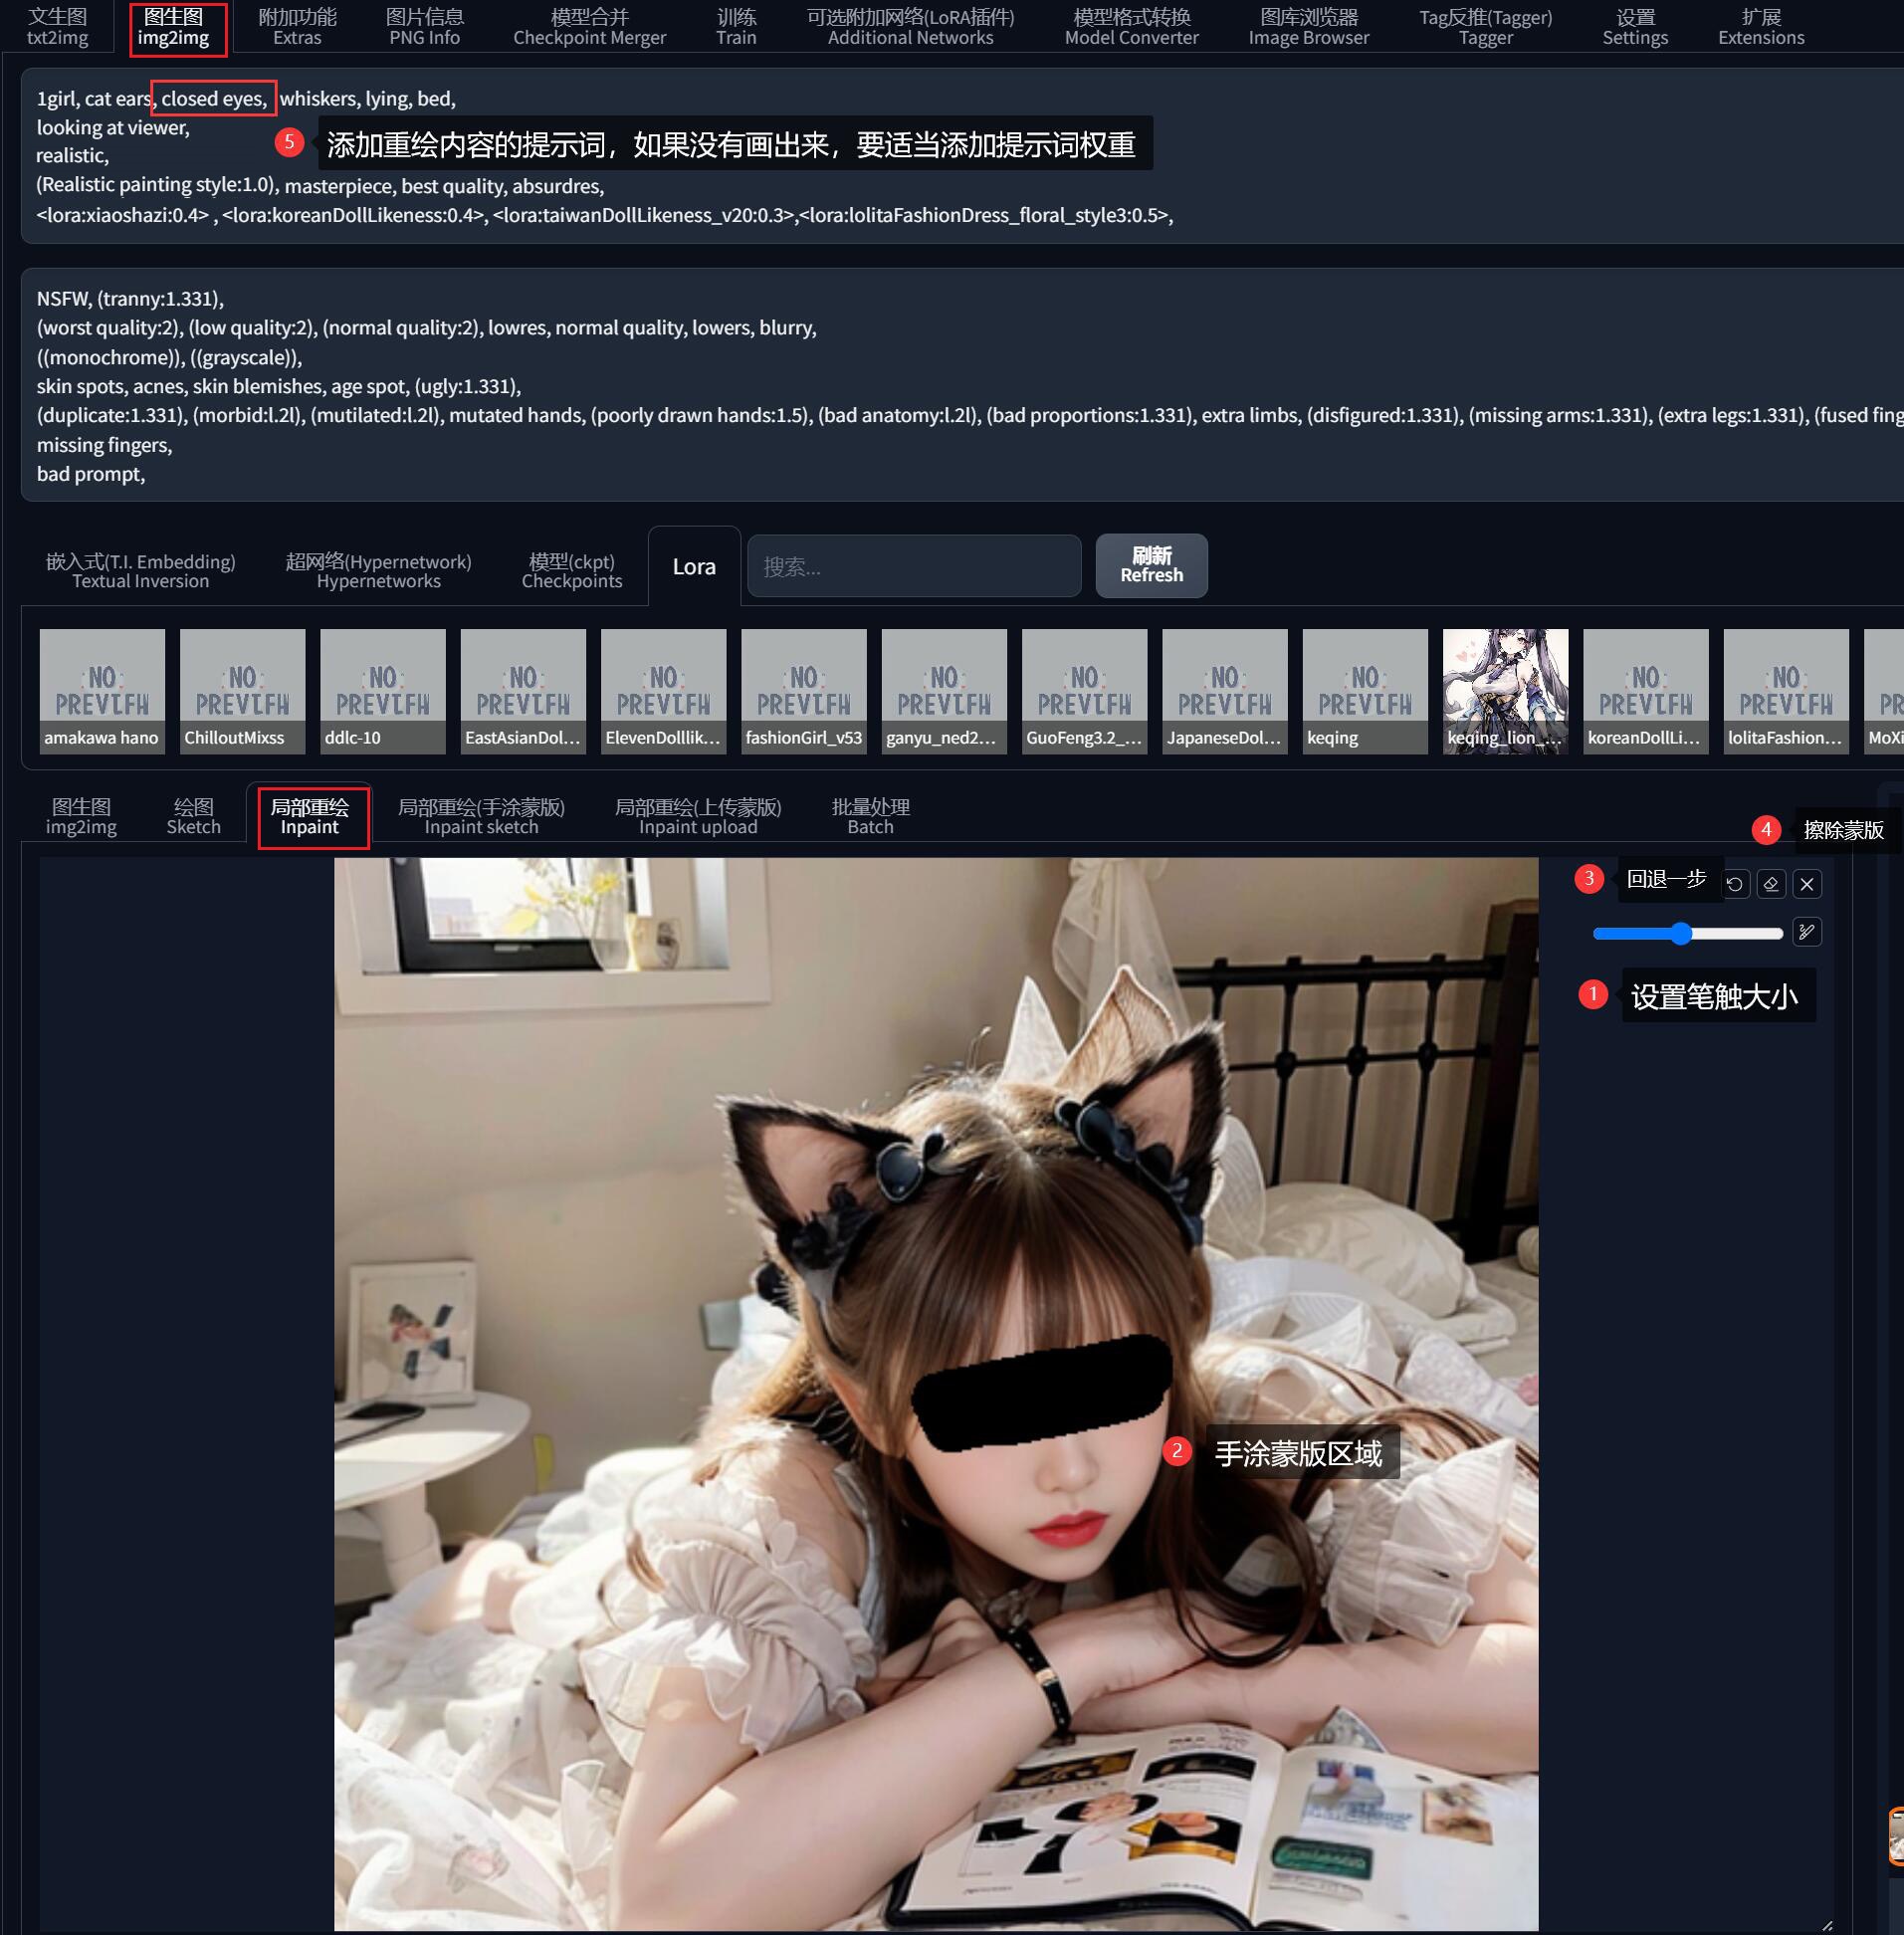 文生图 图生图 附加功能 图片信息 模型合并 训练 可选附加网络(LoRA插件) 模型格式转换 图库浏览器 Tag反推(Tagger) 设置 扩展
txt2img img2img Extras PNG Info Checkpoint Merger Train Additional Networks Model Converter Image Browser Tagger Settings Extensions
1girl, cat ears, closed eyes, whiskers, lying, bed,
looking at viewer,
5 添加重绘内容的提示词，如果没有画出来，要适当添加提示词权重
realistic,
(Realistic painting style:1.0), masterpiece, best quality, absurdres,
<lora:xiaoshazi:0.4> , <lora:koreanDollLikeness:0.4>, <lora:taiwanDollLikeness_v20:0.3>,<lora:lolitaFashionDress_floral_style3:0.5>,
NSFW, (tranny:1.331),
(worst quality:2), (low quality:2), (normal quality:2), lowres, normal quality, lowers, blurry,
((monochrome)), ((grayscale)),
skin spots, acnes, skin blemishes, age spot, (ugly:1.331),
(duplicate:1.331), (morbid:l.2l), (mutilated:l.2l), mutated hands, (poorly drawn hands:1.5), (bad anatomy:l.2l), (bad proportions:1.331), extra limbs, (disfigured:1.331), (missing arms:1.331), (extra legs:1.331), (fused fing
missing fingers,
bad prompt,
嵌入式(T.I. Embedding) 超网络(Hypernetwork) 模型(ckpt) Lora 搜索... 刷新
Textual Inversion Hypernetworks Checkpoints Refresh
NO NO NO NO NO NO NO NO NO NO NO NO
amakawa hano ChilloutMixss ddlc-10 EastAsianDol... ElevenDolllik... fashionGirl_v53 ganyu_ned2... GuoFeng3.2_... JapaneseDol... keqing keqing_lion_... koreanDollLi... lolitaFashion... MoXi
图生图 绘图 局部重绘 局部重绘(手涂蒙版) 局部重绘(上传蒙版) 批量处理
img2img Sketch Inpaint Inpaint sketch Inpaint upload Batch
4 擦除蒙版
3 回退一步
1 设置笔触大小
2 手涂蒙版区域